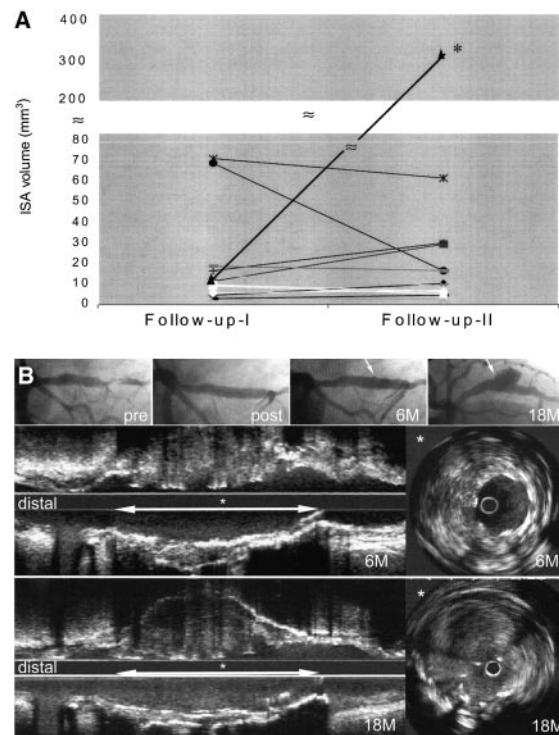 A
ISA volume (mm³)
400
300
200
≈
80
70
60
50
40
30
20
10
0
≈
≈
*
Follow-up-I
Follow-up-II
B
pre
post
6M
18M
distal
*
6M
*
6M
distal
*
18M
*
18M